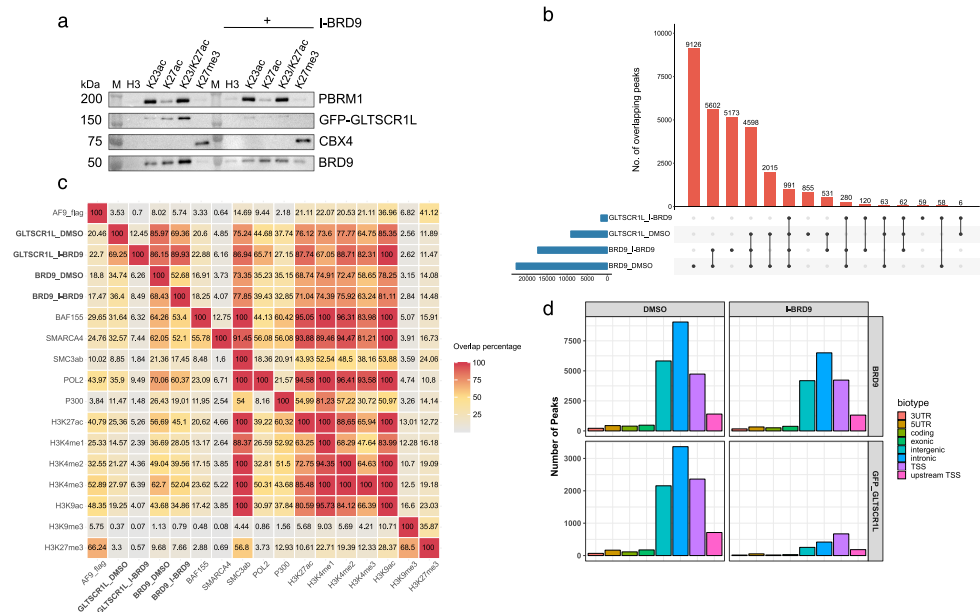 a
+
I-BRD9
kDa M H3 K23ac K27ac K23/K27ac K27me3 M H3 K23ac K27ac K23/K27ac K27me3
200 PBRM1
150 GFP-GLTSCR1L
75 CBX4
50 BRD9
b
No. of overlapping peaks
10000
7500
5000
2500
0
9126 5602 5173 4598 2015 991 855 531 280 120 63 62 59 58 6
GLTSCR1L_I-BRD9
GLTSCR1L_DMSO
BRD9_I-BRD9
BRD9_DMSO
20000 15000 10000 5000 0
c
AF9_flag 100 3.53 0.7 8.02 5.74 3.33 0.64 14.69 9.44 2.18 21.11 22.07 20.53 21.11 36.96 6.82 41.12
GLTSCR1L_DMSO 20.46 100 12.45 85.97 69.36 20.6 4.85 75.24 44.68 37.74 76.12 73.6 77.77 74.75 85.35 2.56 11.89
GLTSCR1L_I-BRD9 22.7 69.25 100 86.15 89.93 22.88 6.16 86.94 65.71 27.15 87.74 67.05 88.71 82.31 100 2.62 11.47
BRD9_DMSO 18.8 34.74 6.26 100 52.68 16.91 3.73 73.35 35.23 35.15 68.74 74.91 72.47 68.65 78.25 3.15 14.08
BRD9_I-BRD9 17.47 36.4 8.49 68.43 100 18.25 4.07 77.85 39.43 32.85 71.04 74.39 75.92 63.24 81.11 2.84 14.48
BAF155 29.65 31.64 6.32 64.26 53.4 100 12.75 100 44.13 60.42 95.05 100 96.31 83.98 100 5.07 15.91
SMARCA4 24.76 32.57 7.44 62.05 52.1 55.78 100 91.45 56.08 56.08 93.88 89.46 94.47 81.21 100 3.91 16.73
SMC3ab 10.02 8.85 1.84 21.36 17.45 8.48 1.6 100 18.36 20.91 43.93 52.54 48.5 38.16 53.88 3.59 24.06
POL2 43.97 35.9 9.49 70.06 60.37 23.09 6.71 100 100 21.57 94.58 100 96.41 93.58 100 4.74 10.8
P300 3.84 11.47 1.48 26.43 19.01 11.95 2.54 54 8.16 100 54.99 81.23 57.22 30.72 50.97 3.26 14.14
H3K27ac 40.79 25.36 5.26 56.69 45.1 20.62 4.66 100 39.22 60.32 100 100 100 88.76 100 13.01 12.72
H3K4me1 25.33 14.57 2.39 36.69 28.05 13.17 2.64 88.37 26.59 52.92 63.25 100 68.29 47.64 83.99 12.28 16.18
H3K4me2 32.55 21.27 4.36 49.04 39.56 17.15 3.85 100 32.81 51.5 72.75 94.35 100 64.63 100 10.7 19.09
H3K4me3 52.89 27.97 6.39 62.7 52.04 23.62 5.22 100 50.31 43.68 85.48 100 100 100 100 12.5 19.18
H3K9ac 48.35 19.25 4.07 43.68 34.86 17.42 3.85 100 30.97 37.84 80.59 95.73 84.12 66.39 100 16.6 23.03
H3K9me3 5.75 0.37 0.07 1.13 0.79 0.48 0.08 4.44 0.86 1.56 5.68 9.03 5.69 4.21 10.71 100 35.87
H3K27me3 66.24 3.3 0.57 9.68 7.66 2.88 0.69 56.8 3.73 12.93 10.61 22.71 19.39 12.33 28.37 68.5 100
AF9_flag GLTSCR1L_DMSO GLTSCR1L_I-BRD9 BRD9_DMSO BRD9_I-BRD9 BAF155 SMARCA4 SMC3ab POL2 P300 H3K27ac H3K4me1 H3K4me2 H3K4me3 H3K9ac H3K9me3 H3K27me3
Overlap percentage
100
75
50
25
d
DMSO I-BRD9
Number of Peaks
7500
5000
2500
0
BRD9
3000
2000
1000
0
GFP_GLTSCR1L
biotype
3UTR
5UTR
coding
exonic
intergenic
intronic
TSS
upstream TSS